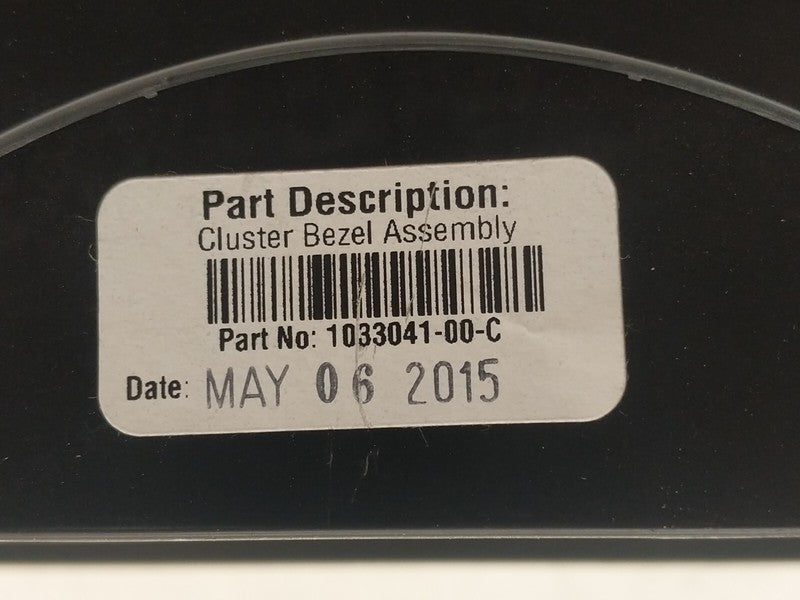 Part Description:
Cluster Bezel Assembly
Part No: 1033041-00-C
Date: MAY 06 2015